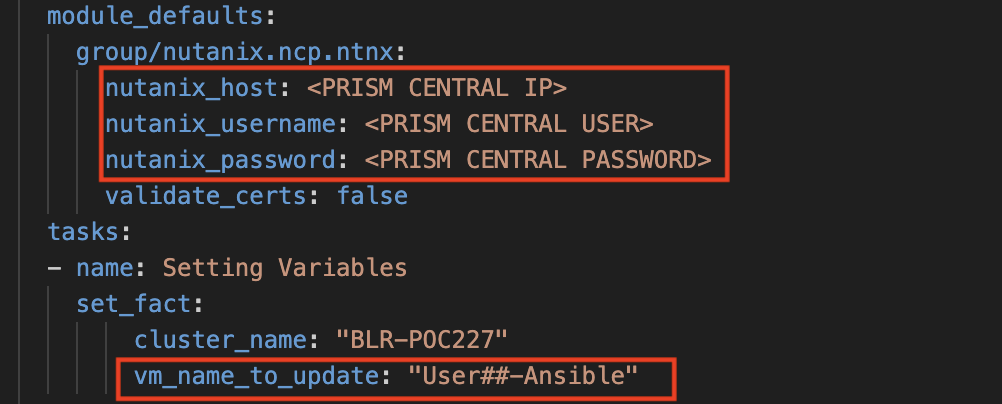 module_defaults:
group/nutanix.ncp.ntnx:
nutanix_host: <PRISM CENTRAL IP>
nutanix_username: <PRISM CENTRAL USER>
nutanix_password: <PRISM CENTRAL PASSWORD>
validate_certs: false
tasks:
- name: Setting Variables
set_fact:
cluster_name: "BLR-POC227"
vm_name_to_update: "User##-Ansible"